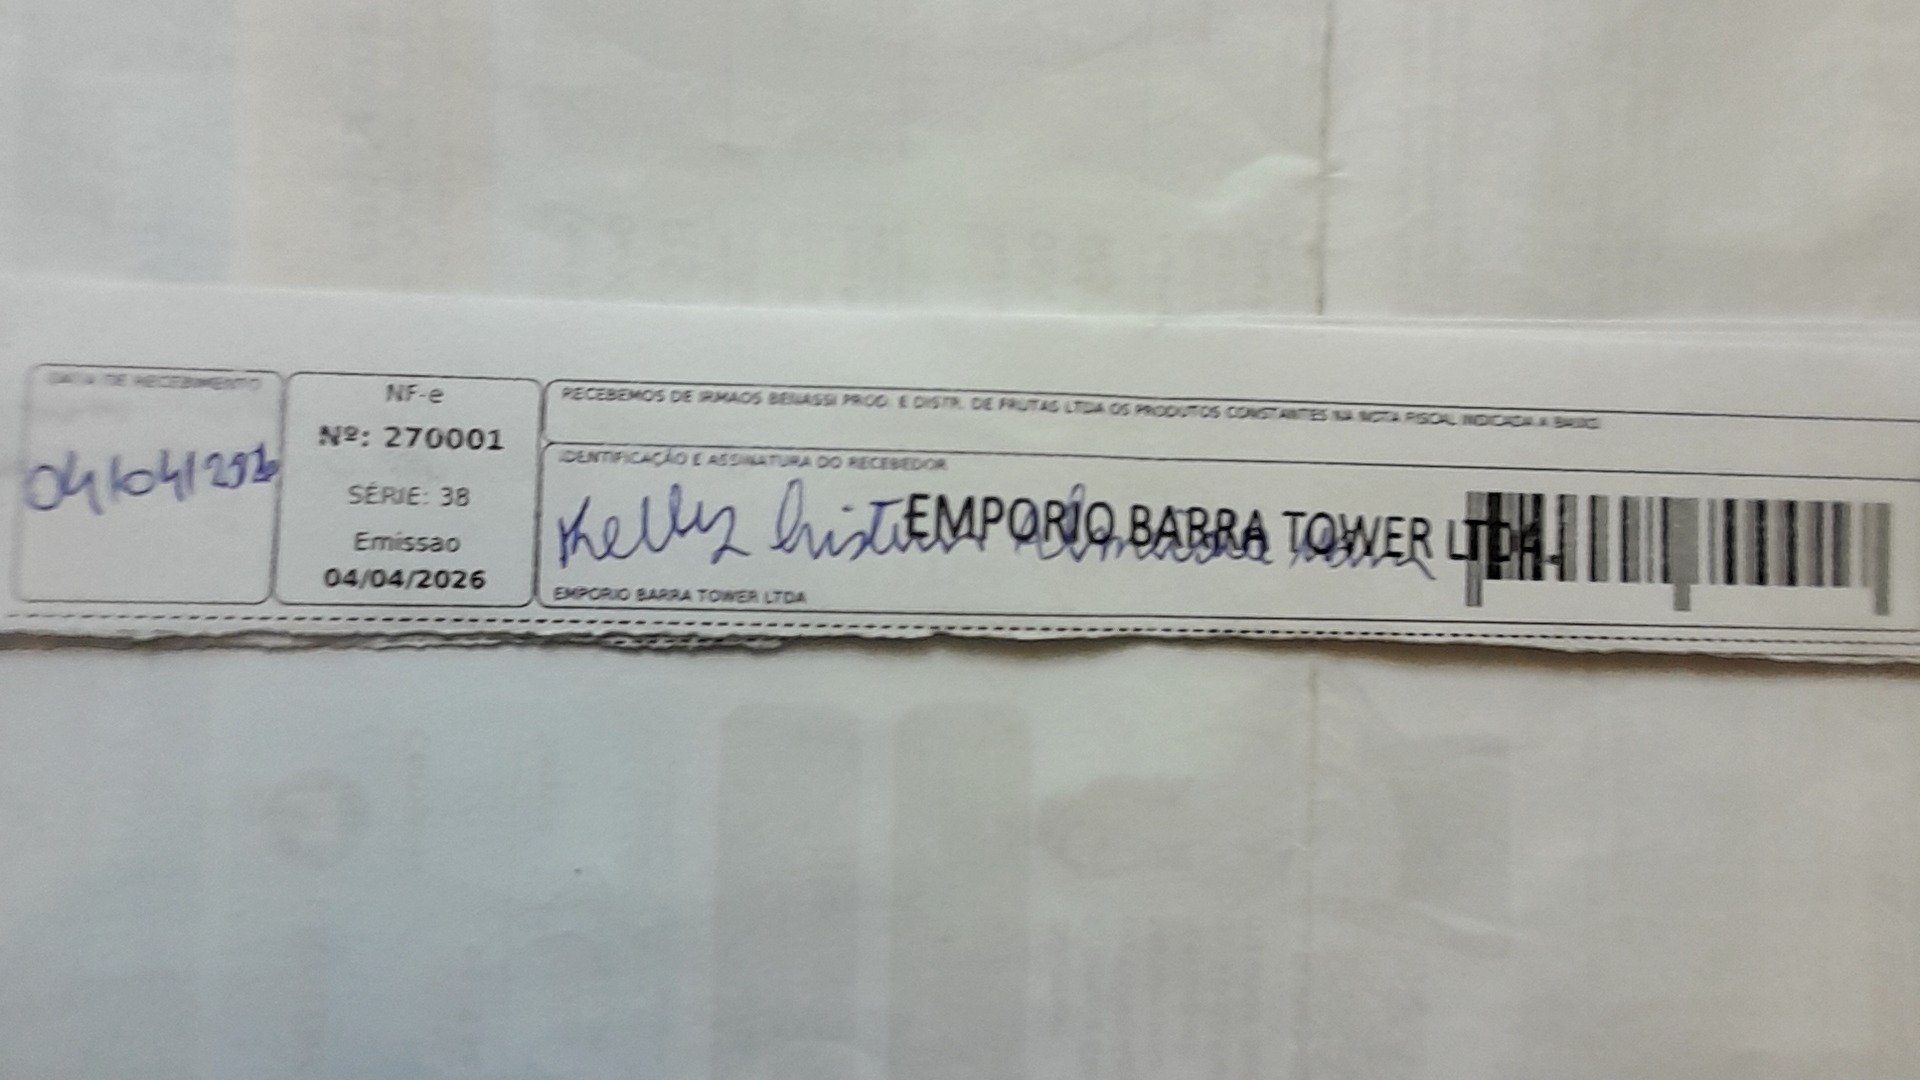 DATA DE RECEBIMENTO
04/04/2026
NF-e
Nº: 270001
SÉRIE: 38
Emissao
04/04/2026
RECEBEMOS DE IRMAOS BENASSI PROD. E DISTR. DE FRUTAS LTDA OS PRODUTOS CONSTANTES NA NOTA FISCAL INDICADA A BAIXO.
IDENTIFICAÇÃO E ASSINATURA DO RECEBEDOR
Kelly
EMPORIO BARRA TOWER LTDA.
EMPORIO BARRA TOWER LTDA